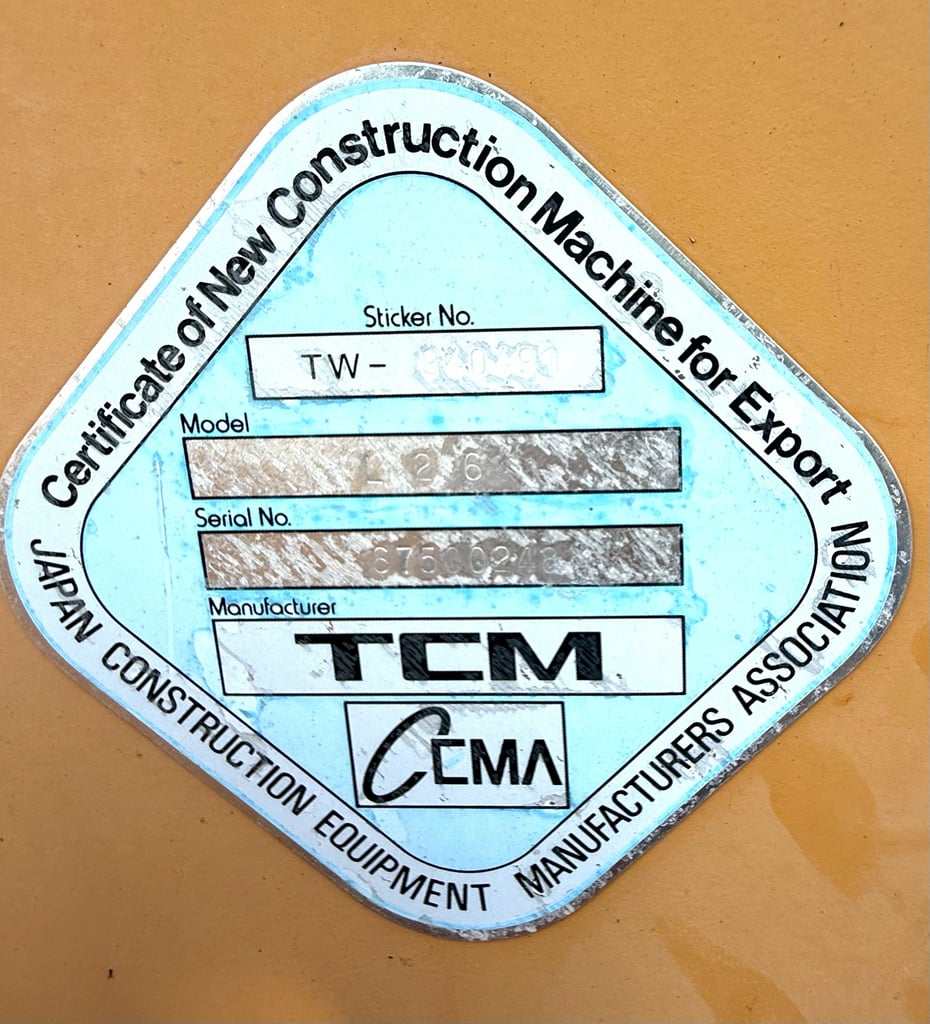 Certificate of New Construction Machine for Export
Sticker No.
TW-
Model
Serial No.
Manufacturer
TCM
CEMA
JAPAN CONSTRUCTION EQUIPMENT MANUFACTURERS ASSOCIATION